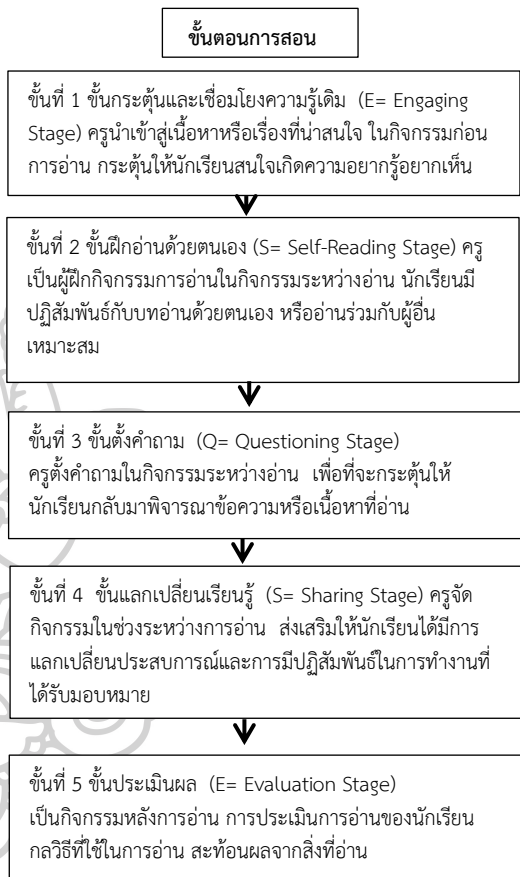 ขั้นตอนการสอน
ขั้นที่ 1 ขั้นกระตุ้นและเชื่อมโยงความรู้เดิม (E= Engaging
Stage) ครูนำเข้าสู่เนื้อหาหรือเรื่องที่น่าสนใจ ในกิจกรรมก่อน
การอ่าน กระตุ้นให้นักเรียนสนใจเกิดความอยากรู้อยากเห็น
ขั้นที่ 2 ขั้นฝึกอ่านด้วยตนเอง (S= Self-Reading Stage) ครู
เป็นผู้ฝึกกิจกรรมการอ่านในกิจกรรมระหว่างอ่าน นักเรียนมี
ปฏิสัมพันธ์กับบทอ่านด้วยตนเอง หรืออ่านร่วมกับผู้อื่น
เหมาะสม
ขั้นที่ 3 ขั้นตั้งคำถาม (Q= Questioning Stage)
ครูตั้งคำถามในกิจกรรมระหว่างอ่าน เพื่อที่จะกระตุ้นให้
นักเรียนกลับมาพิจารณาข้อความหรือเนื้อหาที่อ่าน
ขั้นที่ 4 ขั้นแลกเปลี่ยนเรียนรู้ (S= Sharing Stage) ครูจัด
กิจกรรมในช่วงระหว่างการอ่าน ส่งเสริมให้นักเรียนได้มีการ
แลกเปลี่ยนประสบการณ์และการมีปฏิสัมพันธ์ในการทำงานที่
ได้รับมอบหมาย
ขั้นที่ 5 ขั้นประเมินผล (E= Evaluation Stage)
เป็นกิจกรรมหลังการอ่าน การประเมินการอ่านของนักเรียน
กลวิธีที่ใช้ในการอ่าน สะท้อนผลจากสิ่งที่อ่าน